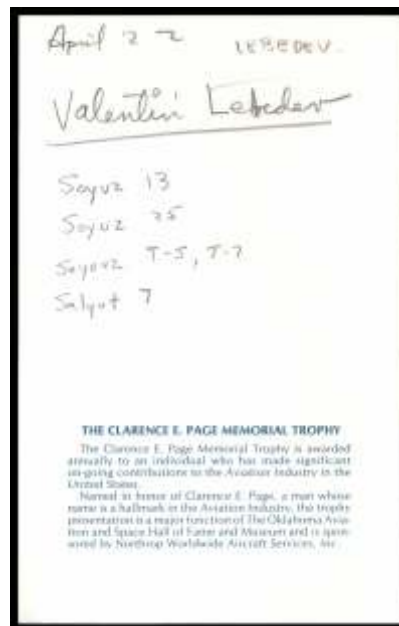 April 22 LEBEDEV
Valentin Lebedev
Soyuz 13
Soyuz 35
Soyouz T-5, T-7
Salyut 7
THE CLARENCE E. PAGE MEMORIAL TROPHY
The Clarence E. Page Memorial Trophy is awarded
annually to an individual who has made significant
on-going contributions to the Aviation Industry in the
United States.
Named in honor of Clarence E. Page, a man whose
name is a hallmark in the Aviation Industry, the trophy
presentation is a major function of The Oklahoma Avia-
tion and Space Hall of Fame and Museum and is spon-
sored by Northrop Worldwide Aircraft Services, Inc.